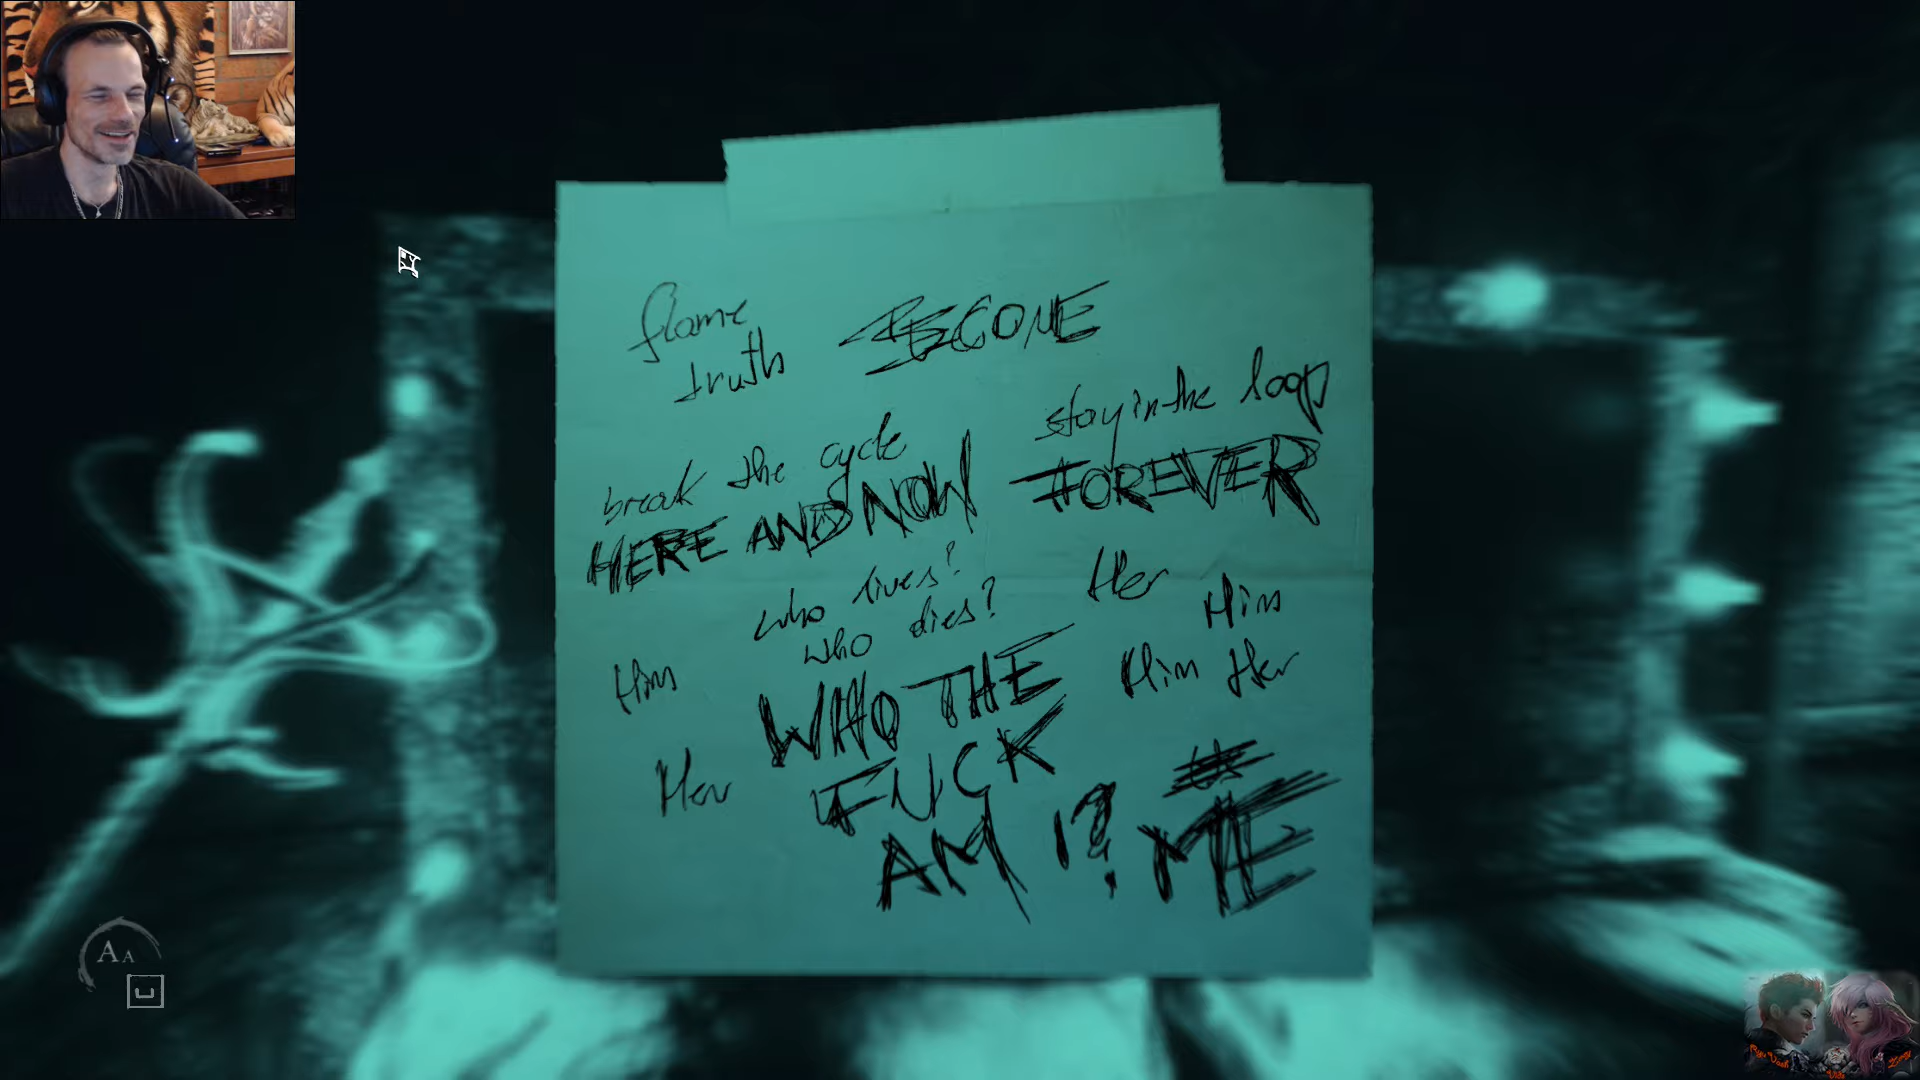 flame
truth
BECOME
break the cycle
HERE AND NOW
stay in the loop
FOREVER
who lives?
who dies?
Her
Him
Him
Him Her
WHO THE
FUCK
AM I?
Her
ME
AA